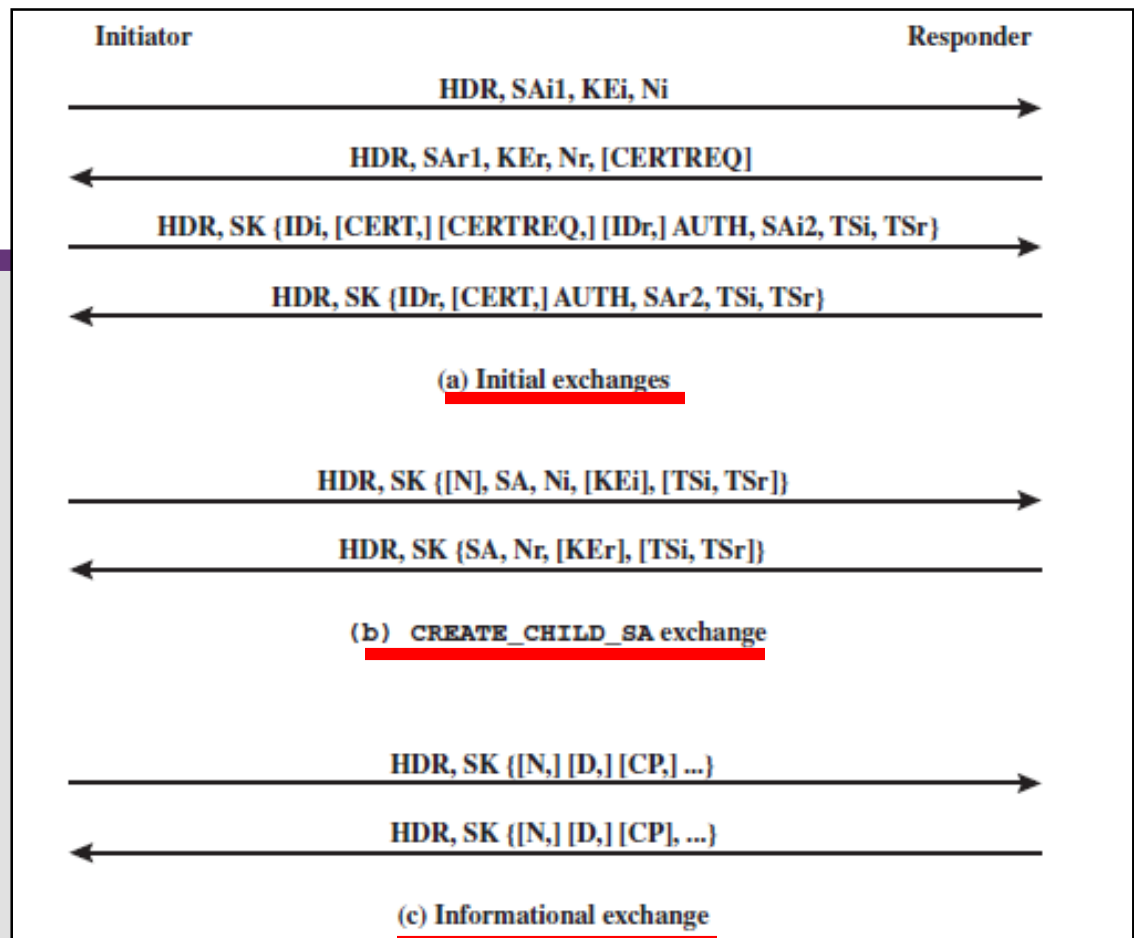 Initiator Responder
HDR, SAi1, KEi, Ni
HDR, SAr1, KEr, Nr, [CERTREQ]
HDR, SK {IDi, [CERT,] [CERTREQ,] [IDr,] AUTH, SAi2, TSi, TSr}
HDR, SK {IDr, [CERT,] AUTH, SAr2, TSi, TSr}
(a) Initial exchanges
HDR, SK {[N], SA, Ni, [KEi], [TSi, TSr]}
HDR, SK {SA, Nr, [KEr], [TSi, TSr]}
(b) CREATE_CHILD_SA exchange
HDR, SK {[N,] [D,] [CP,] ...}
HDR, SK {[N,] [D,] [CP], ...}
(c) Informational exchange